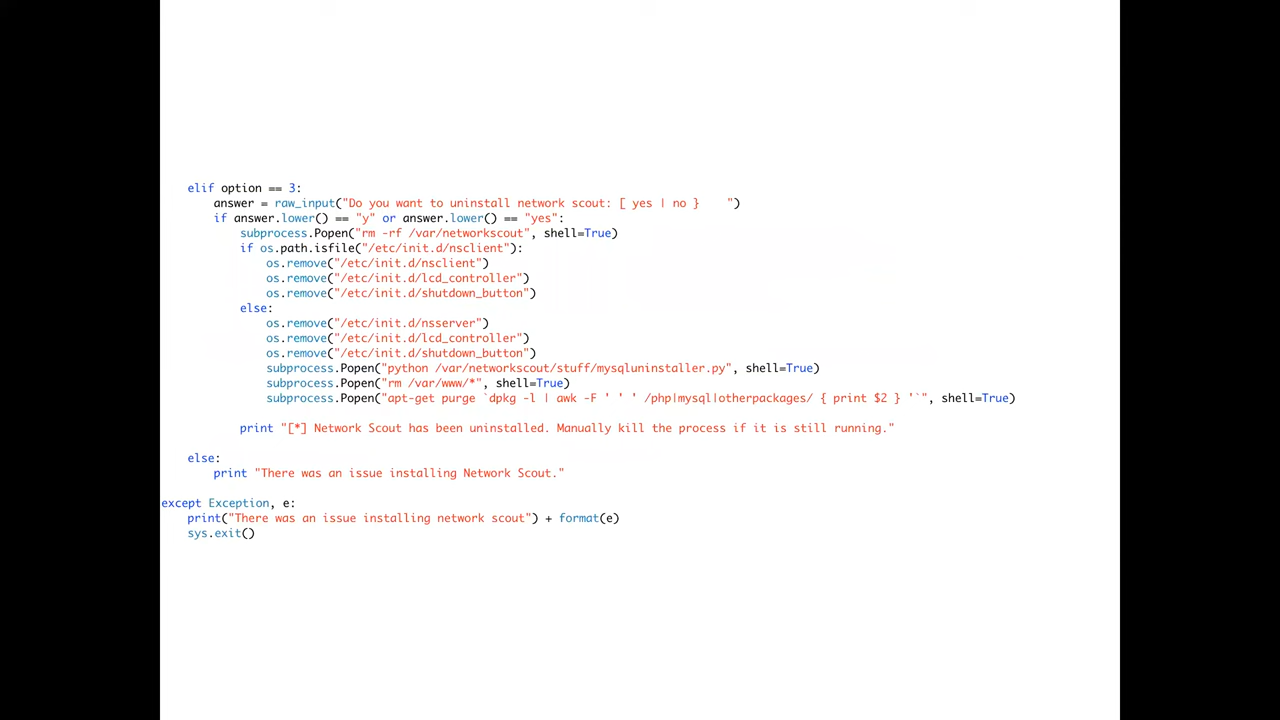 elif option == 3:
answer = raw_input("Do you want to uninstall network scout: [ yes | no }    ")
if answer.lower() == "y" or answer.lower() == "yes":
subprocess.Popen("rm -rf /var/networkscout", shell=True)
if os.path.isfile("/etc/init.d/nsclient"):
os.remove("/etc/init.d/nsclient")
os.remove("/etc/init.d/lcd_controller")
os.remove("/etc/init.d/shutdown_button")
else:
os.remove("/etc/init.d/nsserver")
os.remove("/etc/init.d/lcd_controller")
os.remove("/etc/init.d/shutdown_button")
subprocess.Popen("python /var/networkscout/stuff/mysqluninstaller.py", shell=True)
subprocess.Popen("rm /var/www/*", shell=True)
subprocess.Popen("apt-get purge `dpkg -l | awk -F ' ' ' /php|mysql|otherpackages/ { print $2 } '`", shell=True)
print "[*] Network Scout has been uninstalled. Manually kill the process if it is still running."
else:
print "There was an issue installing Network Scout."
except Exception, e:
print("There was an issue installing network scout") + format(e)
sys.exit()